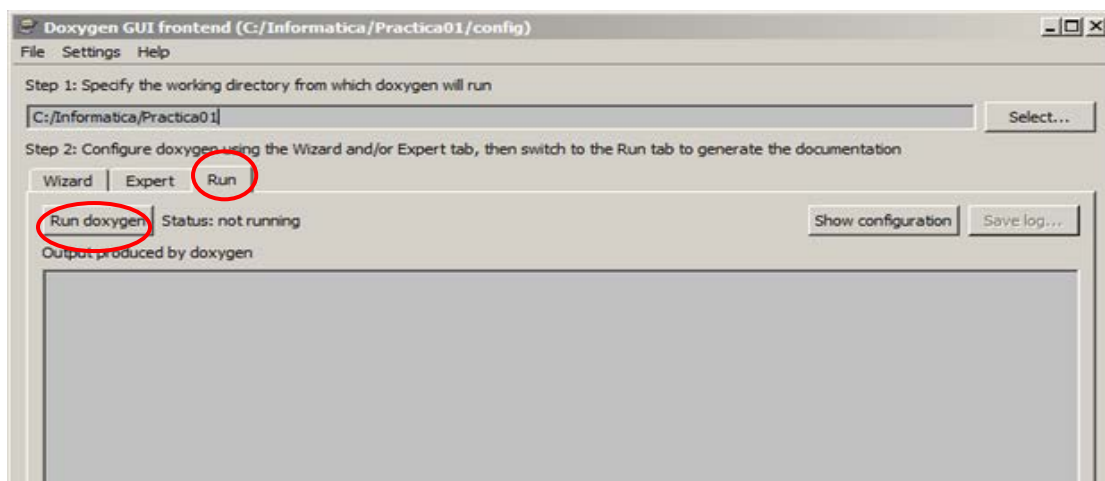 Doxygen GUI frontend (C:/Informatica/Practica01/config)
File Settings Help
Step 1: Specify the working directory from which doxygen will run
C:/Informatica/Practica01
Select...
Step 2: Configure doxygen using the Wizard and/or Expert tab, then switch to the Run tab to generate the documentation
Wizard Expert Run
Run doxygen Status: not running Show configuration Save log...
Output produced by doxygen